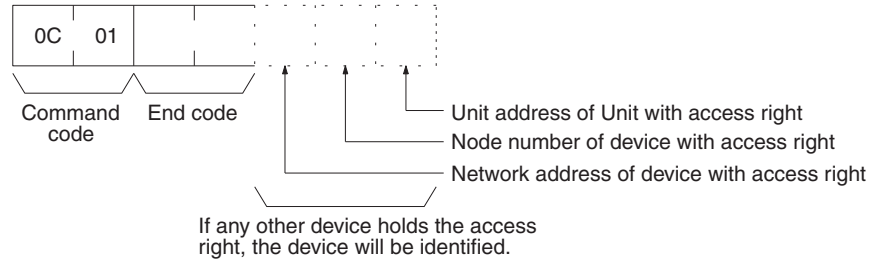 0C 01
Command
code
End code
Unit address of Unit with access right
Node number of device with access right
Network address of device with access right
If any other device holds the access
right, the device will be identified.